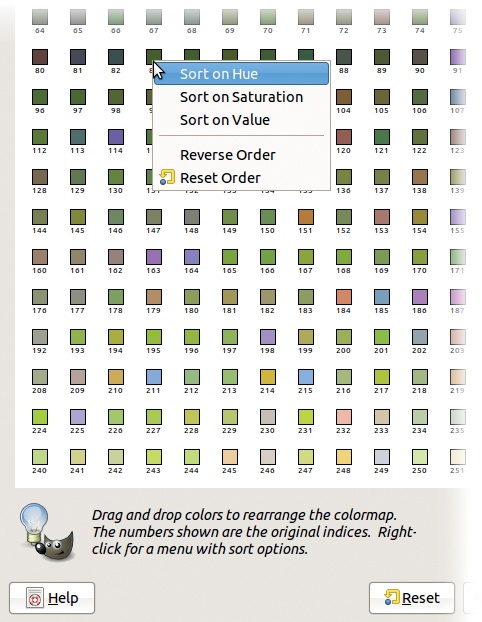 64 65 66 67 68 69 70 71 72 73 74 75
80 81 82 88 89 90 91
Sort on Hue
96 97 98 104 105 106 107
Sort on Saturation
Sort on Value
112 113 114 120 121 122 123
Reverse Order
128 129 130 136 137 138 139
Reset Order
144 145 146 147 148 149 150 151 152 153 154 155
160 161 162 163 164 165 166 167 168 169 170 171
176 177 178 179 180 181 182 183 184 185 186 187
192 193 194 195 196 197 198 199 200 201 202 203
208 209 210 211 212 213 214 215 216 217 218 219
224 225 226 227 228 229 230 231 232 233 234 235
240 241 242 243 244 245 246 247 248 249 250 251
Drag and drop colors to rearrange the colormap.
The numbers shown are the original indices. Right-
click for a menu with sort options.
Help
Reset